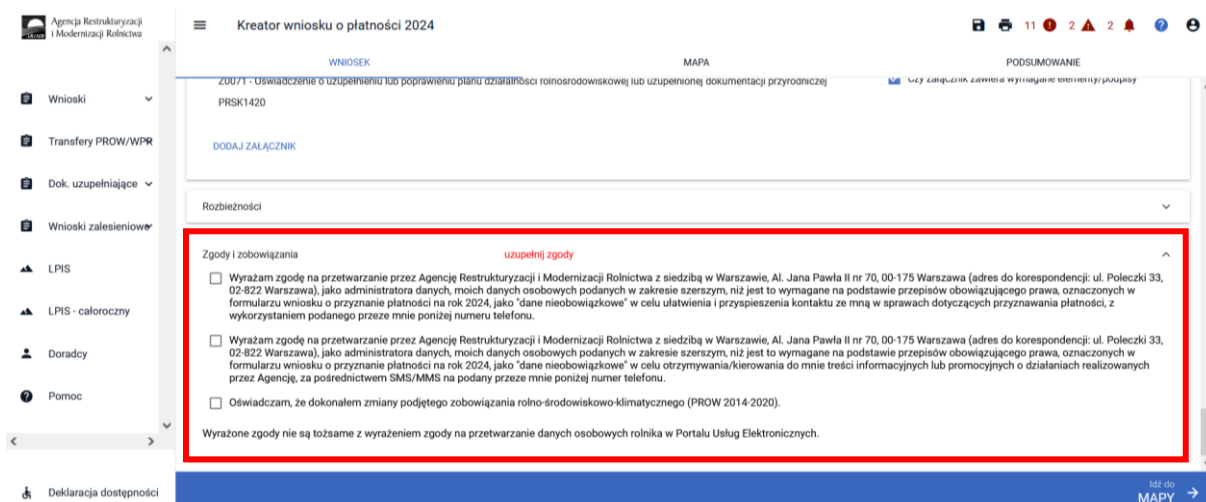 Agencja Restrukturyzacji
i Modernizacji Rolnictwa
Kreator wniosku o płatności 2024
11 2 2
WNIOSEK
MAPA
PODSUMOWANIE
Z0071 - Oświadczenie o uzupełnieniu lub poprawieniu planu działalności rolnośrodowiskowej lub uzupełnionej dokumentacji przyrodniczej
PRSK1420
Czy załącznik zawiera wymagane elementy/podpisy
DODAJ ZAŁĄCZNIK
Wnioski
Transfery PROW/WPR
Dok. uzupełniające
Wnioski zalesieniowe
LPIS
LPIS - całoroczny
Doradcy
Pomoc
Deklaracja dostępności
Rozbieżności
Zgody i zobowiązania
uzupełnij zgody
Wyrażam zgodę na przetwarzanie przez Agencję Restrukturyzacji i Modernizacji Rolnictwa z siedzibą w Warszawie, Al. Jana Pawła II nr 70, 00-175 Warszawa (adres do korespondencji: ul. Poleczki 33,
02-822 Warszawa), jako administratora danych, moich danych osobowych podanych w zakresie szerszym, niż jest to wymagane na podstawie przepisów obowiązującego prawa, oznaczonych w
formularzu wniosku o przyznanie płatności na rok 2024, jako "dane nieobowiązkowe" w celu ułatwienia i przyspieszenia kontaktu ze mną w sprawach dotyczących przyznawania płatności, z
wykorzystaniem podanego przeze mnie poniżej numeru telefonu.
Wyrażam zgodę na przetwarzanie przez Agencję Restrukturyzacji i Modernizacji Rolnictwa z siedzibą w Warszawie, Al. Jana Pawła II nr 70, 00-175 Warszawa (adres do korespondencji: ul. Poleczki 33,
02-822 Warszawa), jako administratora danych, moich danych osobowych podanych w zakresie szerszym, niż jest to wymagane na podstawie przepisów obowiązującego prawa, oznaczonych w
formularzu wniosku o przyznanie płatności na rok 2024, jako "dane nieobowiązkowe" w celu otrzymywania/kierowania do mnie treści informacyjnych lub promocyjnych o działaniach realizowanych
przez Agencję, za pośrednictwem SMS/MMS na podany przeze mnie poniżej numer telefonu.
Oświadczam, że dokonałem zmiany podjętego zobowiązania rolno-środowiskowo-klimatycznego (PROW 2014-2020).
Wyrażone zgody nie są tożsame z wyrażeniem zgody na przetwarzanie danych osobowych rolnika w Portalu Usług Elektronicznych.
Idź do
MAPY